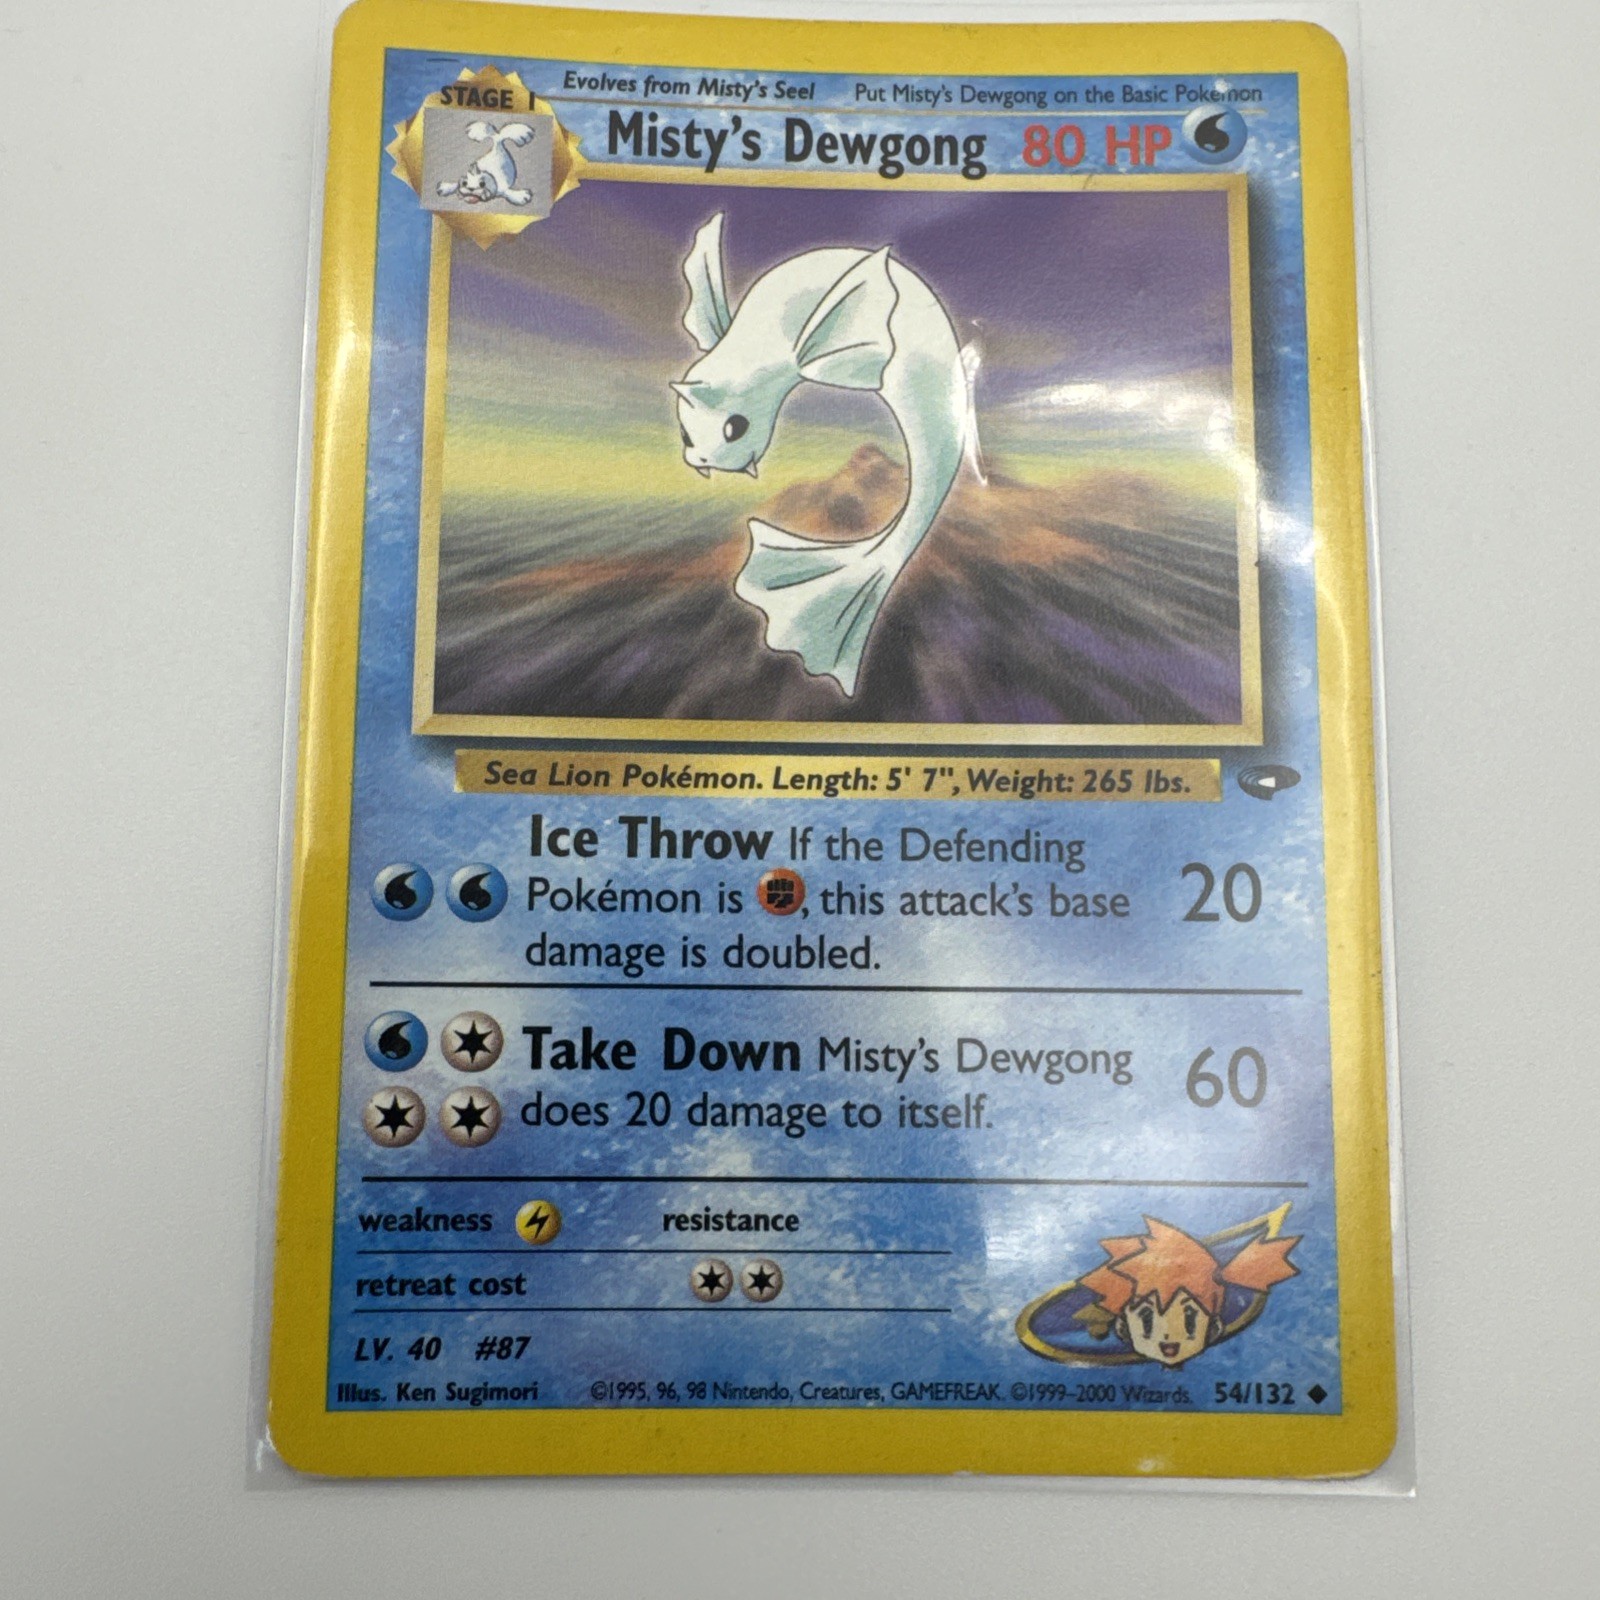 STAGE 1
Evolves from Misty's Seel
Put Misty's Dewgong on the Basic Pokémon
Misty's Dewgong 80 HP
Sea Lion Pokémon. Length: 5' 7", Weight: 265 lbs.
Ice Throw If the Defending
Pokémon is , this attack's base
damage is doubled.
20
Take Down Misty's Dewgong
does 20 damage to itself.
60
weakness
resistance
retreat cost
LV. 40 #87
Illus. Ken Sugimori ©1995, 96, 98 Nintendo, Creatures, GAMEFREAK. ©1999–2000 Wizards. 54/132